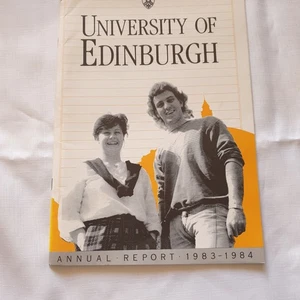 UNIVERSITY OF
EDINBURGH
ANNUAL · REPORT · 1983-1984